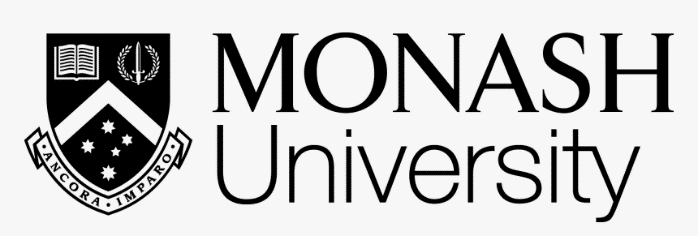 MONASH
University
ANCORA · IMPARO ·